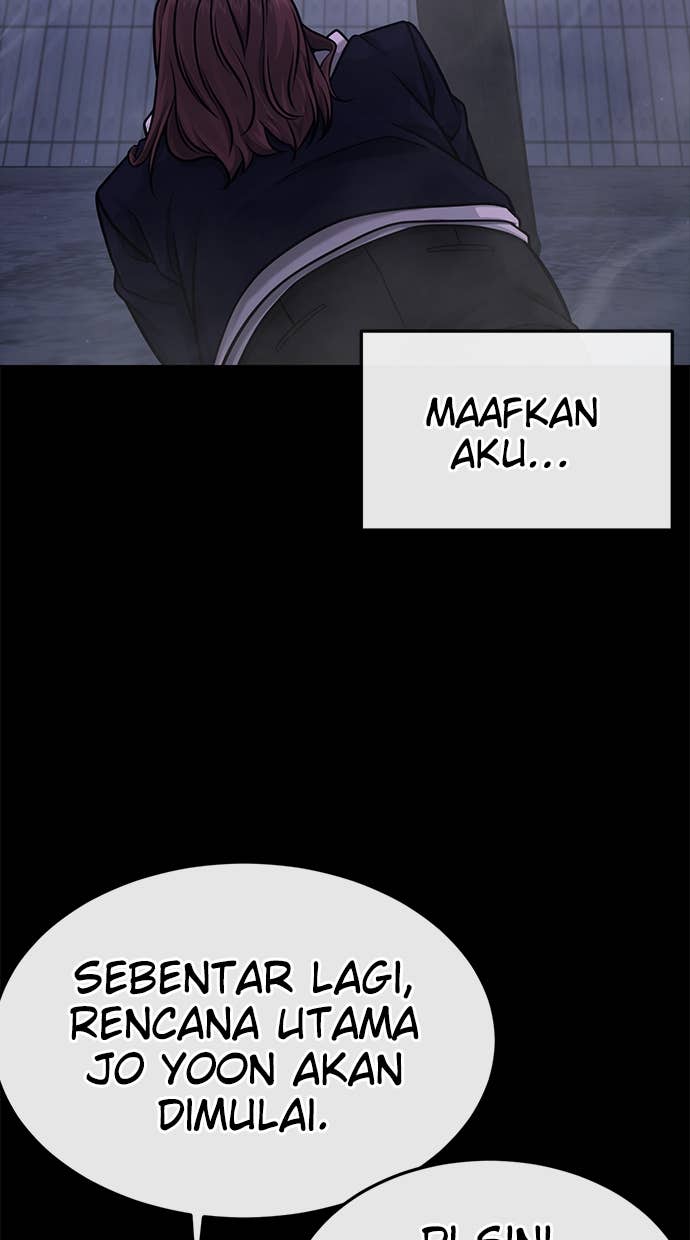 MAAFKAN
AKU...
SEBENTAR LAGI,
RENCANA UTAMA
JO YOON AKAN
DIMULAI.